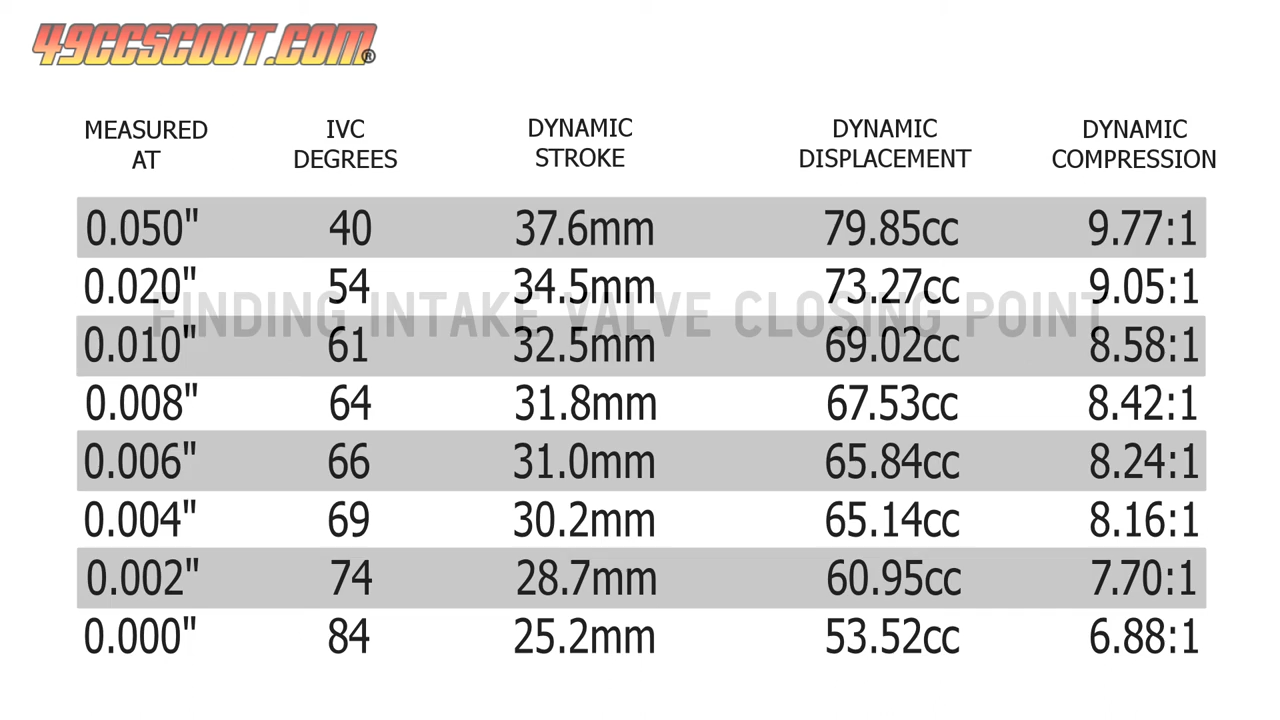 49CCSCOOT.COM®
MEASURED AT IVC DEGREES DYNAMIC STROKE DYNAMIC DISPLACEMENT DYNAMIC COMPRESSION
0.050" 40 37.6mm 79.85cc 9.77:1
0.020" 54 34.5mm 73.27cc 9.05:1
FINDING INTAKE VALVE CLOSING POINT
0.010" 61 32.5mm 69.02cc 8.58:1
0.008" 64 31.8mm 67.53cc 8.42:1
0.006" 66 31.0mm 65.84cc 8.24:1
0.004" 69 30.2mm 65.14cc 8.16:1
0.002" 74 28.7mm 60.95cc 7.70:1
0.000" 84 25.2mm 53.52cc 6.88:1